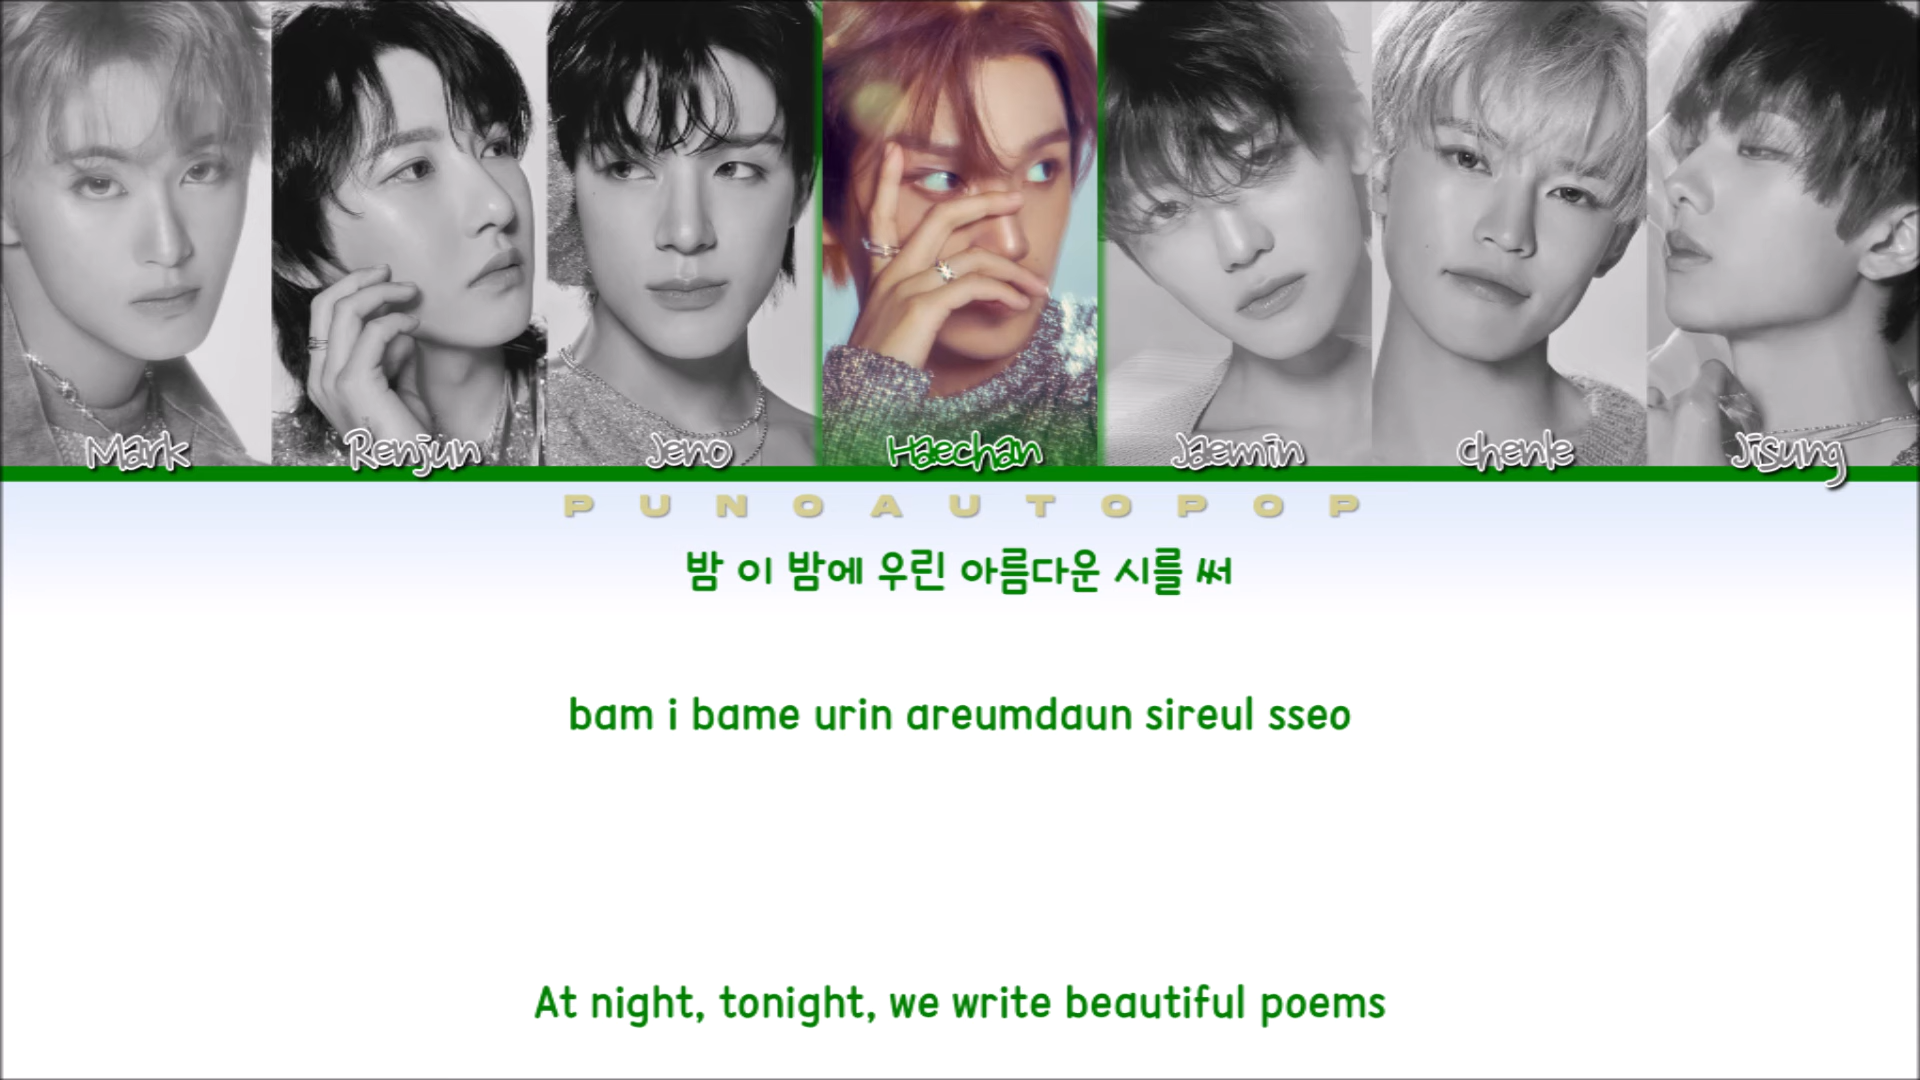 Mark Renjun Jeno Haechan Jaemin chenle Jisung
PUNOAUTOPOP
밤 이 밤에 우린 아름다운 시를 써
bam i bame urin areumdaun sireul sseo
At night, tonight, we write beautiful poems